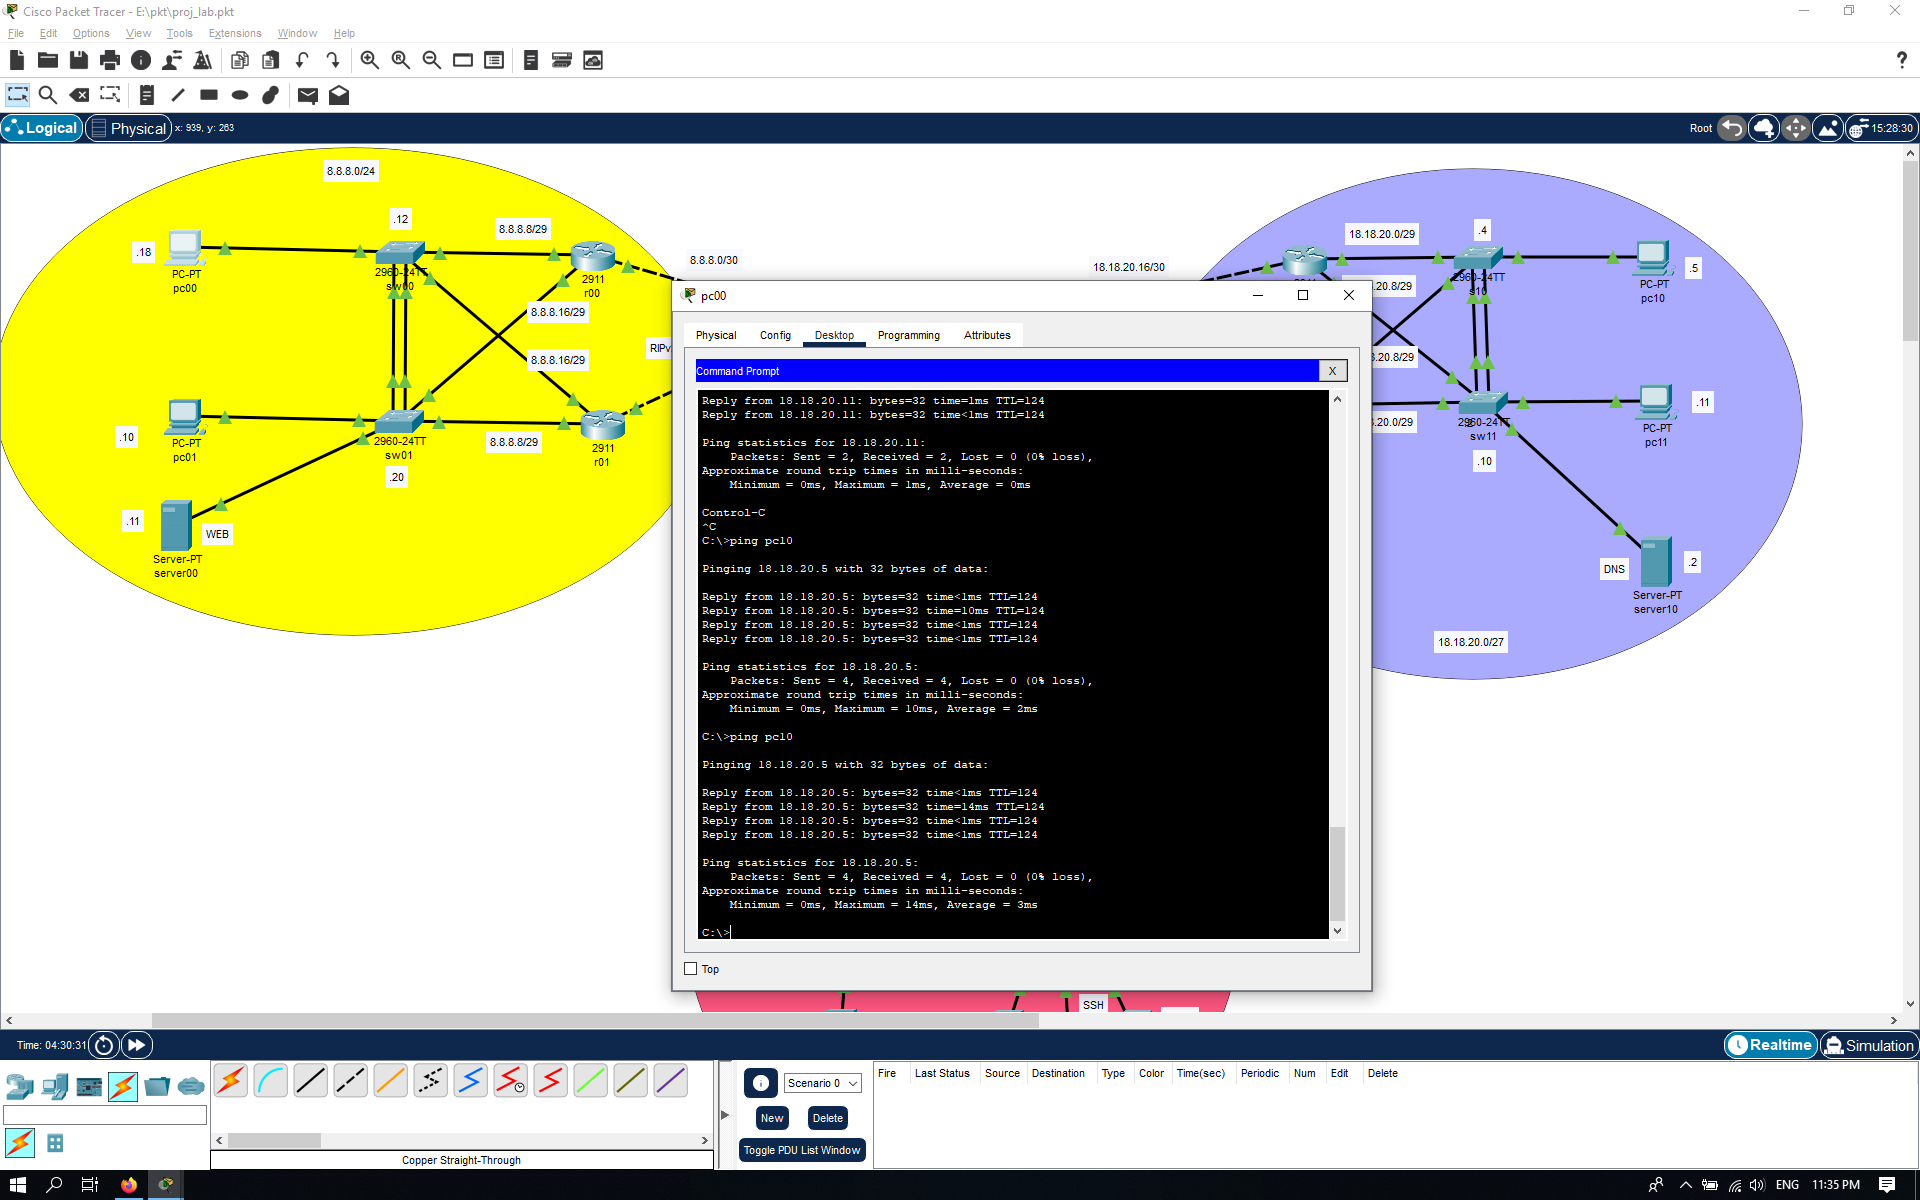 Cisco Packet Tracer - E:\pkt\proj_lab.pkt
File Edit Options View Tools Extensions Window Help
Logical Physical x: 939, y: 263 Root 15:28:30
8.8.8.0/24
.12
.18
PC-PT
pc00
2960-24TT
sw00
8.8.8.8/29
2911
r00
8.8.8.0/30
8.8.8.16/29
8.8.8.16/29
.10
PC-PT
pc01
2960-24TT
sw01
.20
8.8.8.8/29
2911
r01
.11
WEB
Server-PT
server00
18.18.20.16/30
18.18.20.0/29
.4
.5
PC-PT
pc10
.20.8/29
.20.8/29
.20.0/29
sw11
.10
.11
PC-PT
pc11
DNS
.2
Server-PT
server10
18.18.20.0/27
pc00
Physical Config Desktop Programming Attributes
Command Prompt X
Reply from 18.18.20.11: bytes=32 time=1ms TTL=124
Reply from 18.18.20.11: bytes=32 time<1ms TTL=124
Ping statistics for 18.18.20.11:
Packets: Sent = 2, Received = 2, Lost = 0 (0% loss),
Approximate round trip times in milli-seconds:
Minimum = 0ms, Maximum = 1ms, Average = 0ms
Control-C
^C
C:\>ping pc10
Pinging 18.18.20.5 with 32 bytes of data:
Reply from 18.18.20.5: bytes=32 time<1ms TTL=124
Reply from 18.18.20.5: bytes=32 time=10ms TTL=124
Reply from 18.18.20.5: bytes=32 time<1ms TTL=124
Reply from 18.18.20.5: bytes=32 time<1ms TTL=124
Ping statistics for 18.18.20.5:
Packets: Sent = 4, Received = 4, Lost = 0 (0% loss),
Approximate round trip times in milli-seconds:
Minimum = 0ms, Maximum = 10ms, Average = 2ms
C:\>ping pc10
Pinging 18.18.20.5 with 32 bytes of data:
Reply from 18.18.20.5: bytes=32 time<1ms TTL=124
Reply from 18.18.20.5: bytes=32 time=14ms TTL=124
Reply from 18.18.20.5: bytes=32 time<1ms TTL=124
Reply from 18.18.20.5: bytes=32 time<1ms TTL=124
Ping statistics for 18.18.20.5:
Packets: Sent = 4, Received = 4, Lost = 0 (0% loss),
Approximate round trip times in milli-seconds:
Minimum = 0ms, Maximum = 14ms, Average = 3ms
C:\>
Top
SSH
Time: 04:30:31 Realtime Simulation
Scenario 0
New Delete
Toggle PDU List Window
Fire Last Status Source Destination Type Color Time(sec) Periodic Num Edit Delete
Copper Straight-Through
ENG 11:35 PM